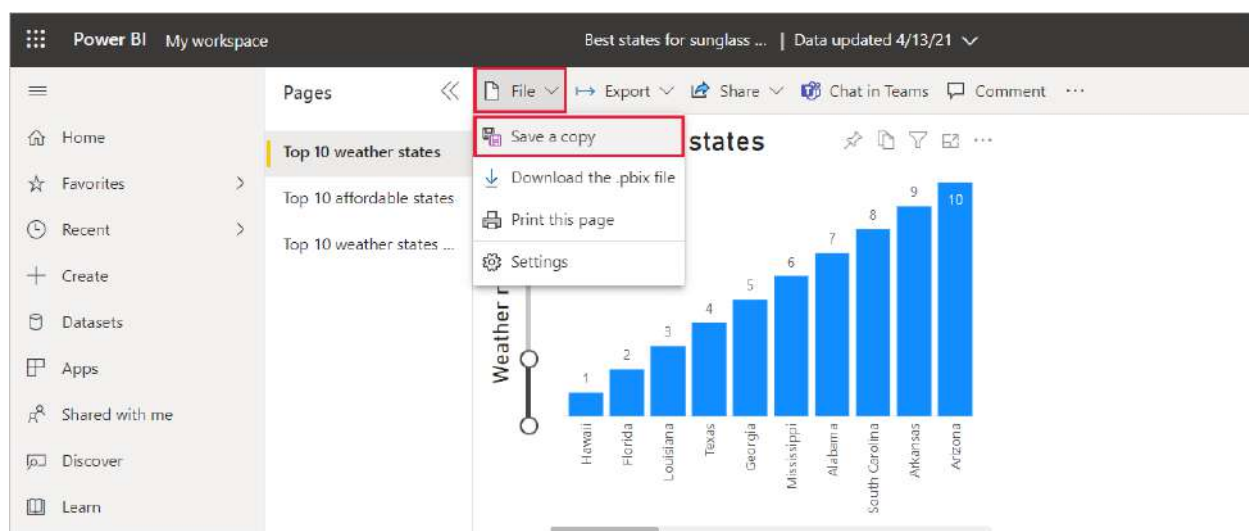 Power BI My workspace
Best states for sunglass ... | Data updated 4/13/21
Home
Favorites
Recent
Create
Datasets
Apps
Shared with me
Discover
Learn
Pages
Top 10 weather states
Top 10 affordable states
Top 10 weather states ...
File Export Share Chat in Teams Comment ...
Save a copy
Download the .pbix file
Print this page
Settings
states
Weather
1
2
3
4
5
6
7
8
9
10
Hawaii
Florida
Louisiana
Texas
Georgia
Mississippi
Alabama
South Carolina
Arkansas
Arizona